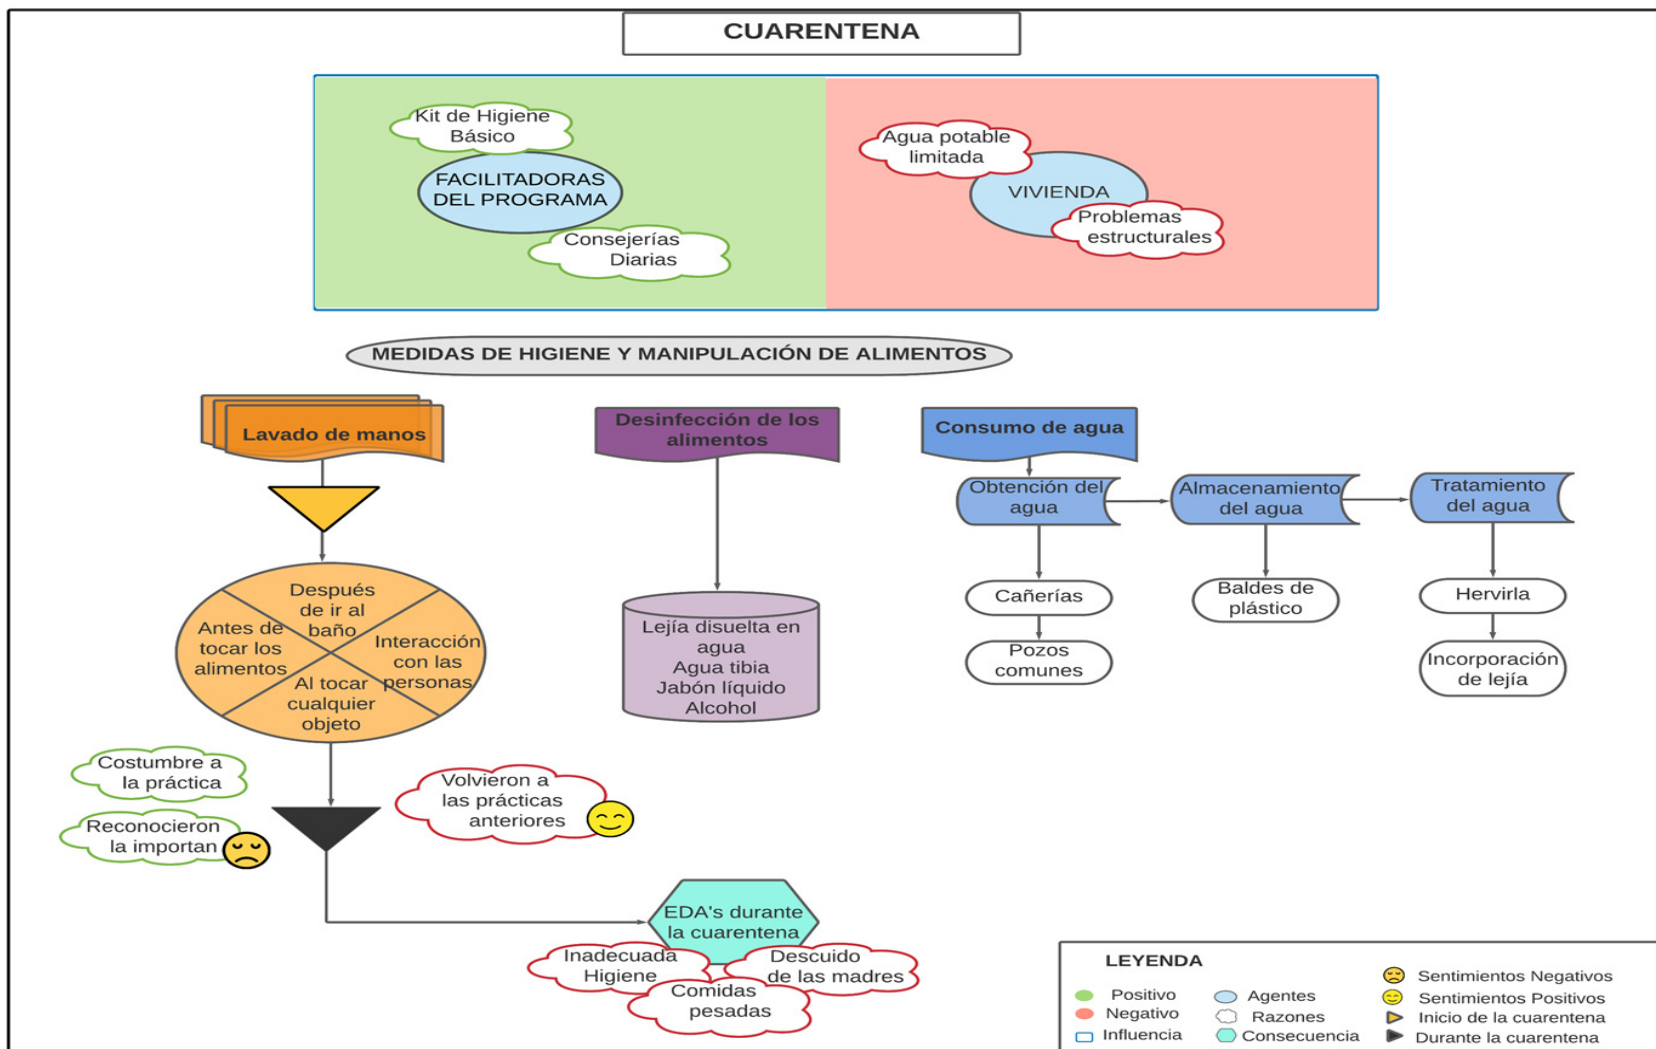 CUARENTENA
Kit de Higiene
Básico
FACILITADORAS
DEL PROGRAMA
Consejerías
Diarias
Agua potable
limitada
VIVIENDA
Problemas
estructurales
MEDIDAS DE HIGIENE Y MANIPULACIÓN DE ALIMENTOS
Lavado de manos
Desinfección de los
alimentos
Consumo de agua
Obtención del
agua
Almacenamiento
del agua
Tratamiento
del agua
Cañerías
Pozos
comunes
Baldes de
plástico
Hervirla
Incorporación
de lejía
Después
de ir al
baño
Antes de
tocar los
alimentos
Interacción
con las
personas
Al tocar
cualquier
objeto
Lejía disuelta en
agua
Agua tibia
Jabón líquido
Alcohol
Costumbre a
la práctica
Reconocieron
la importan
Volvieron a
las prácticas
anteriores
EDA's durante
la cuarentena
Inadecuada
Higiene
Descuido
de las madres
Comidas
pesadas
LEYENDA
Positivo
Negativo
Influencia
Agentes
Razones
Consecuencia
Sentimientos Negativos
Sentimientos Positivos
Inicio de la cuarentena
Durante la cuarentena